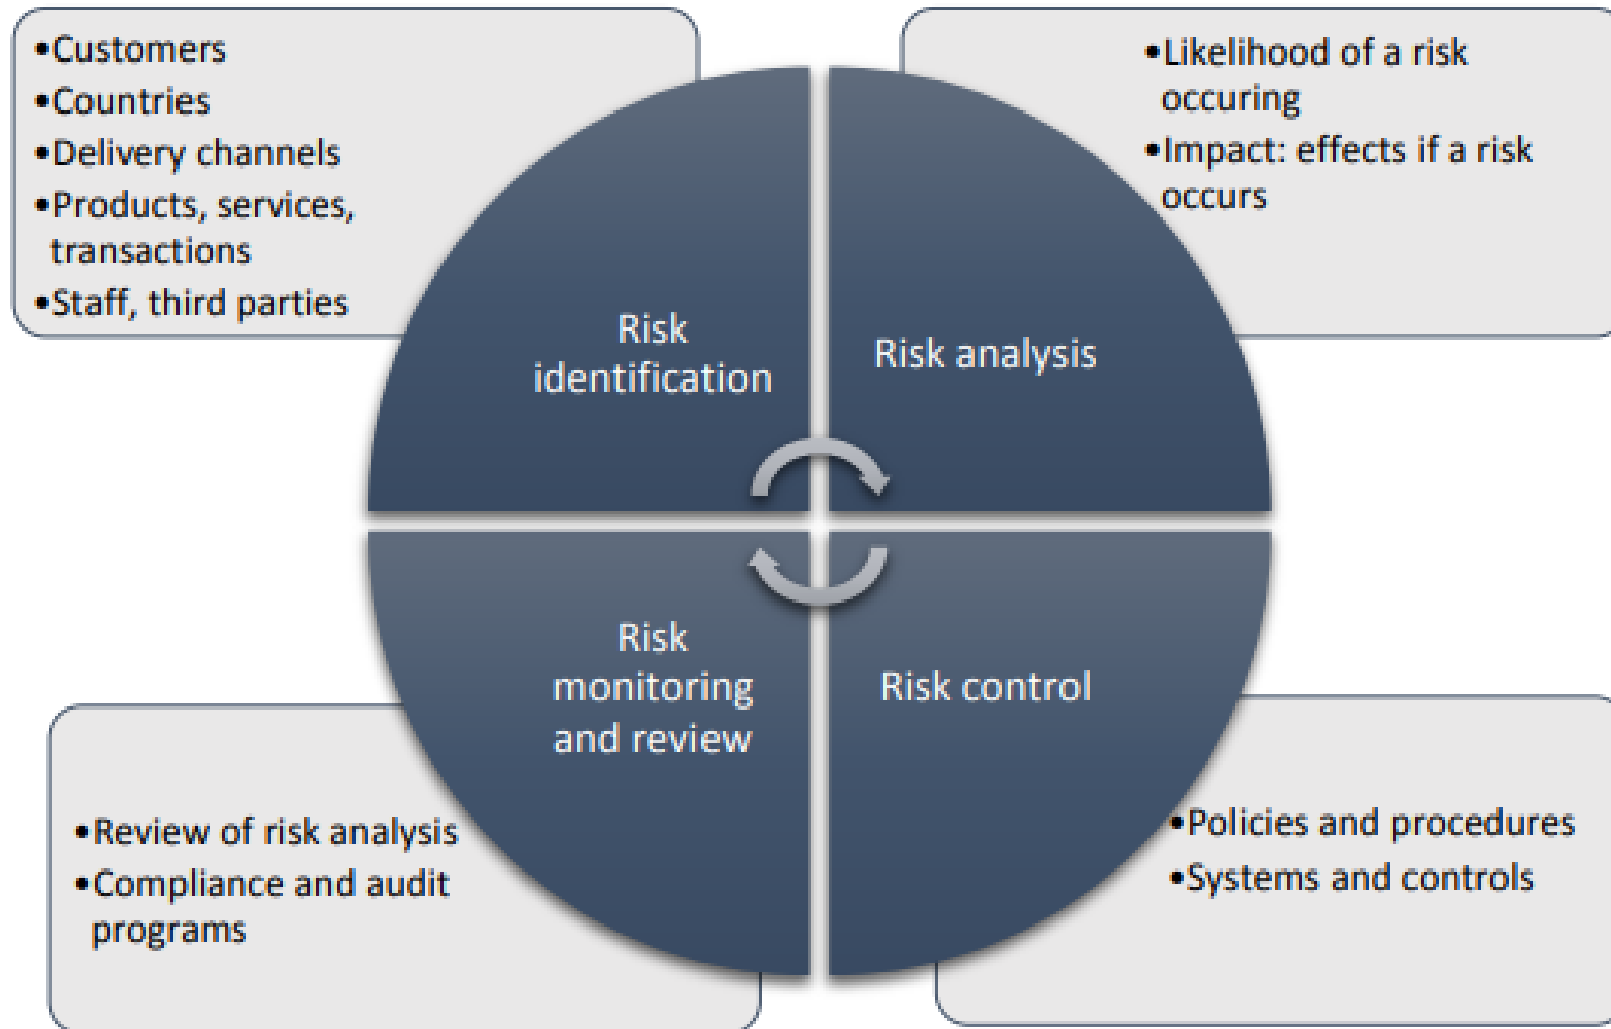 •Customers
•Countries
•Delivery channels
•Products, services,
transactions
•Staff, third parties
•Likelihood of a risk
occuring
•Impact: effects if a risk
occurs
Risk
identification
Risk analysis
Risk
monitoring
and review
Risk control
•Review of risk analysis
•Compliance and audit
programs
•Policies and procedures
•Systems and controls